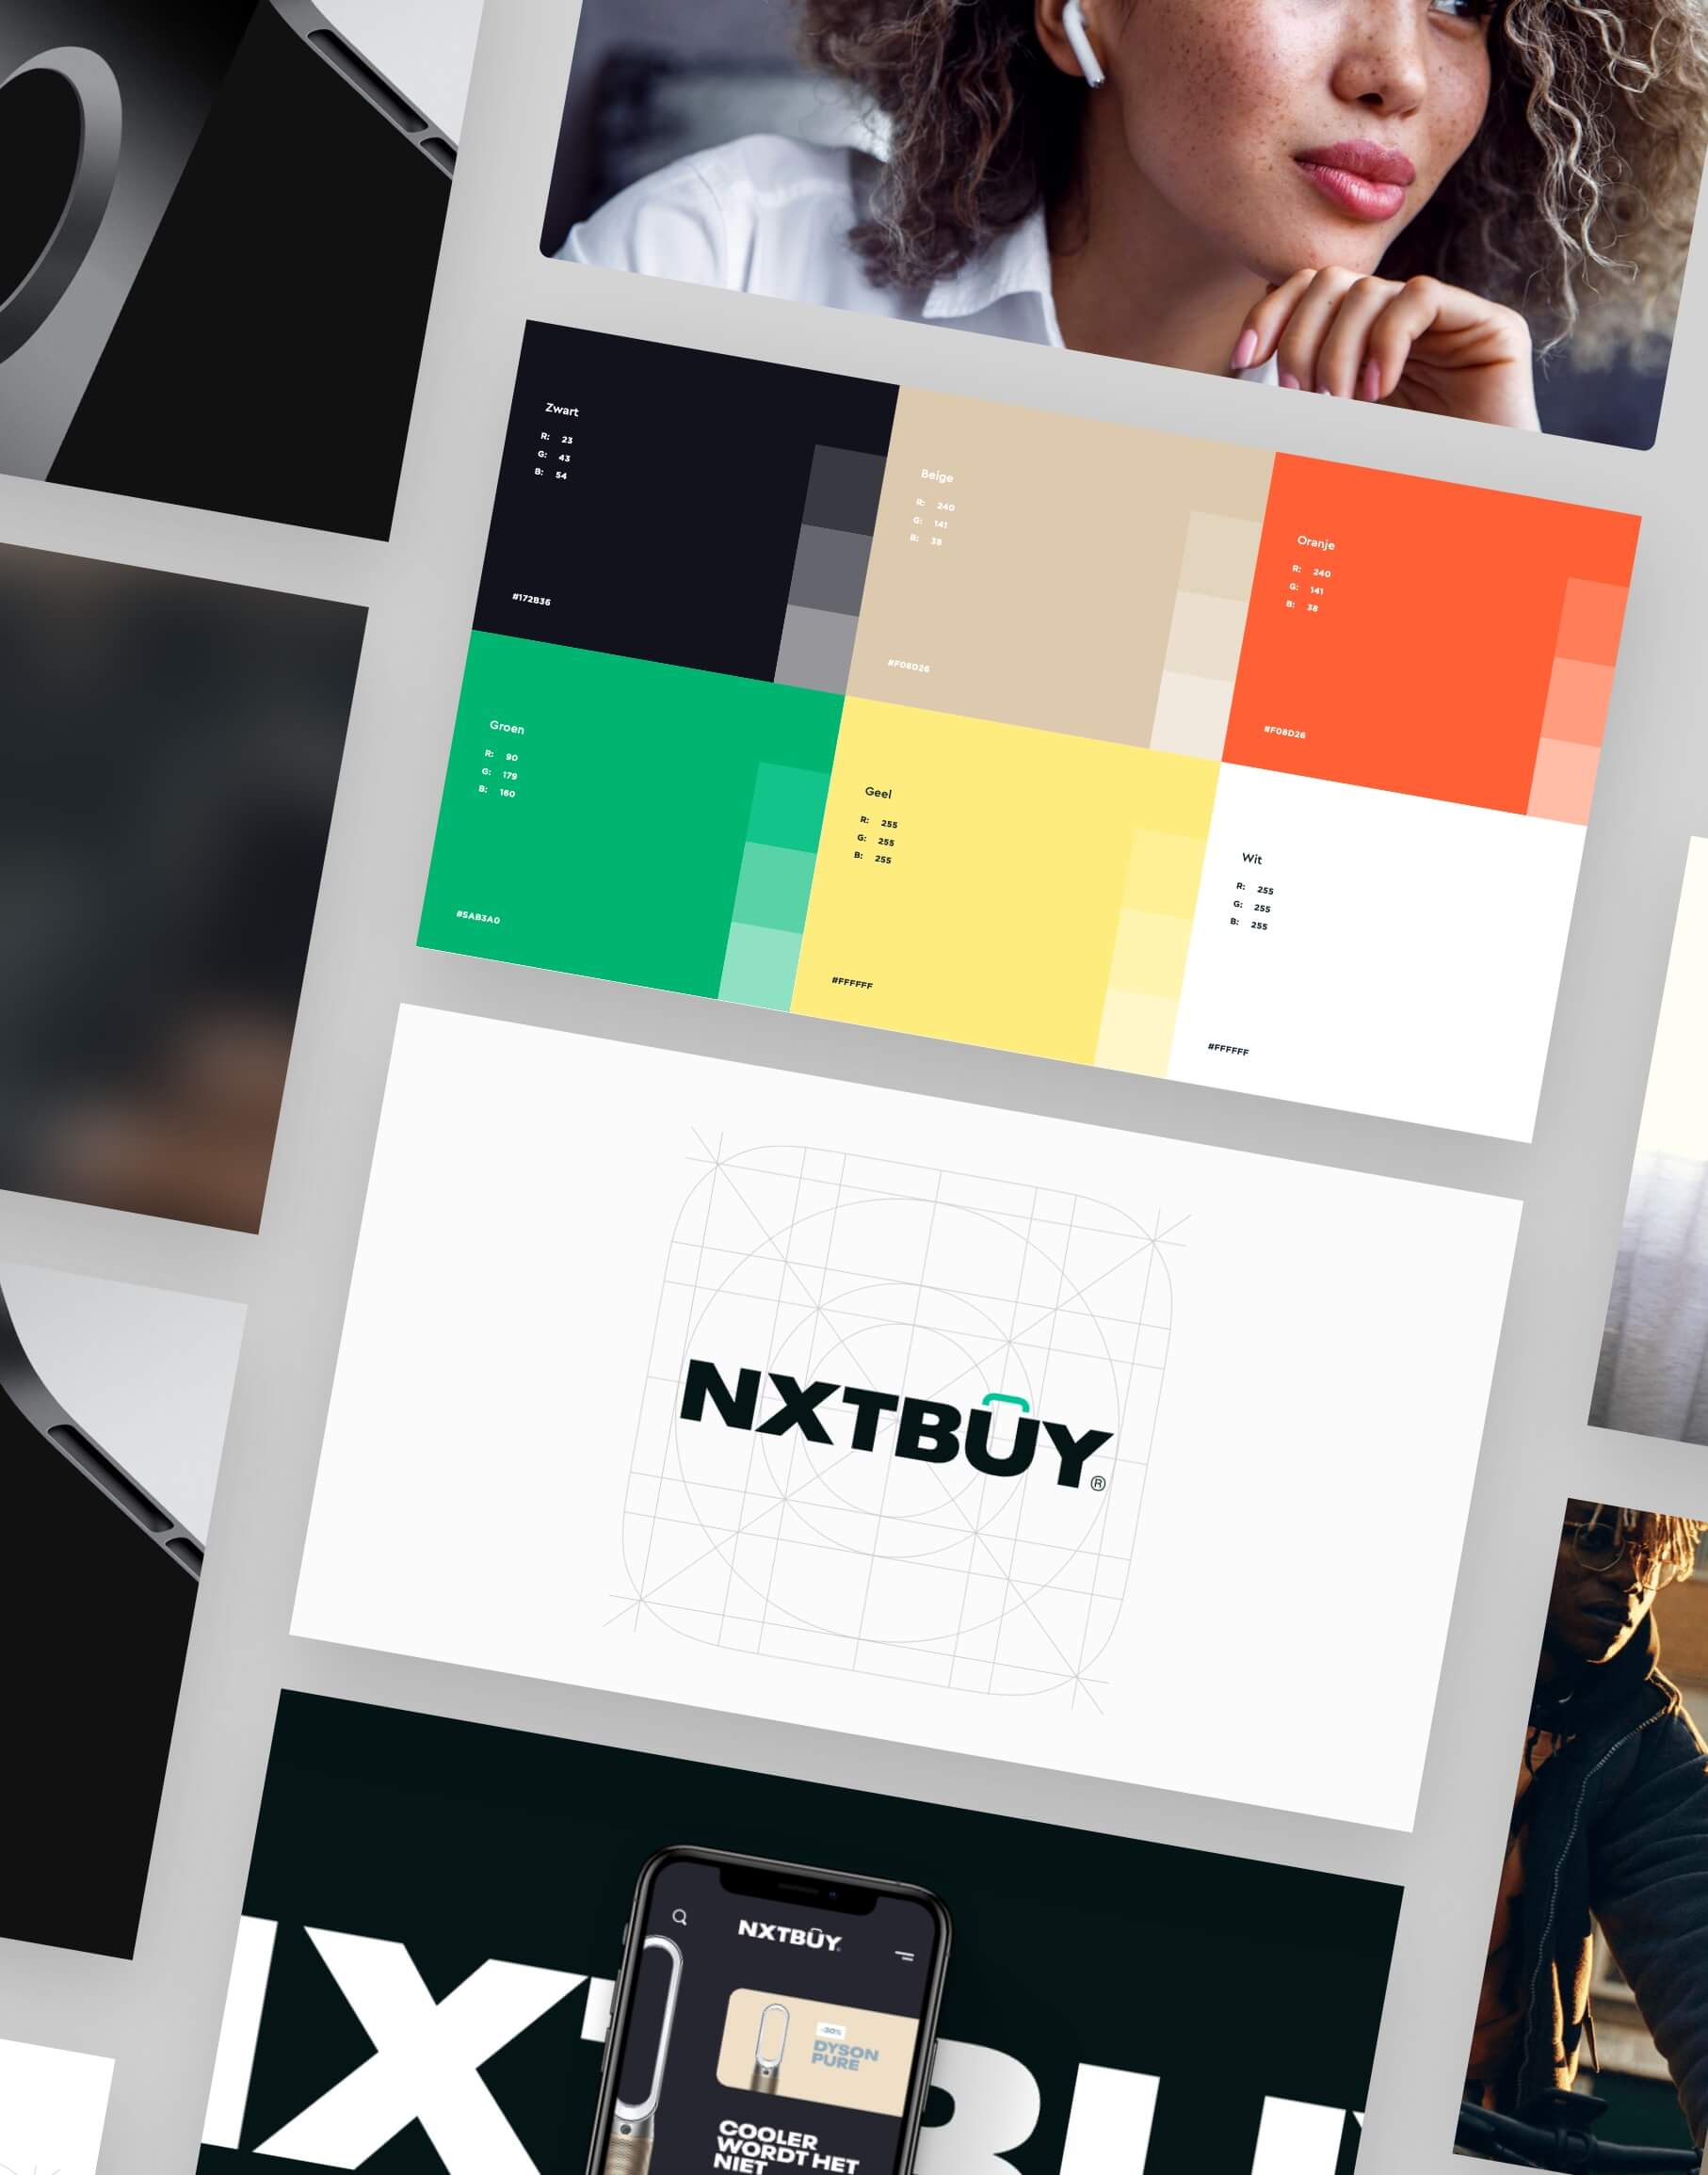 Zwart
R: 23
G: 43
B: 54
#172B36
Beige
R: 240
G: 141
B: 38
#F08D26
Oranje
R: 240
G: 141
B: 38
#F08D26
Groen
R: 90
G: 179
B: 160
#5AB3A0
Geel
R: 255
G: 255
B: 255
#FFFFFF
Wit
R: 255
G: 255
B: 255
#FFFFFF
NXTBUY®
NXTBUY
NXTBUY
-30%
DYSON
PURE
COOLER
WORDT HET
NIET